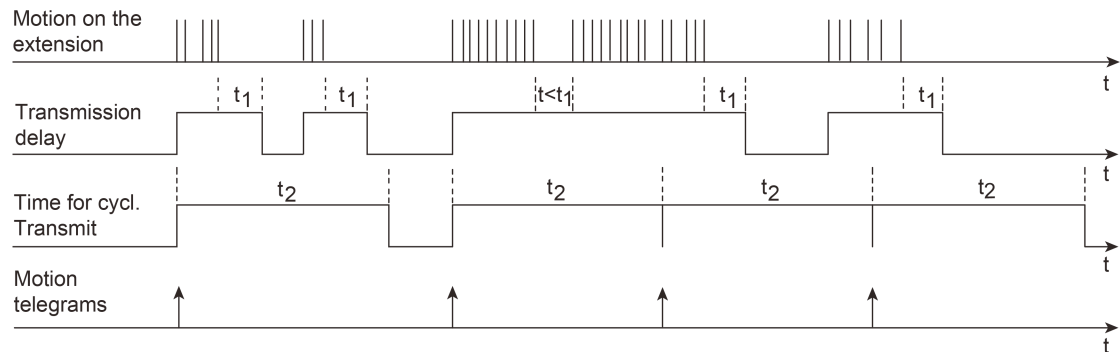 Motion on the
extension
t
t1 t1 t<t1 t1 t1
Transmission
delay
t
t2 t2 t2 t2
Time for cycl.
Transmit
t
Motion
telegrams
t